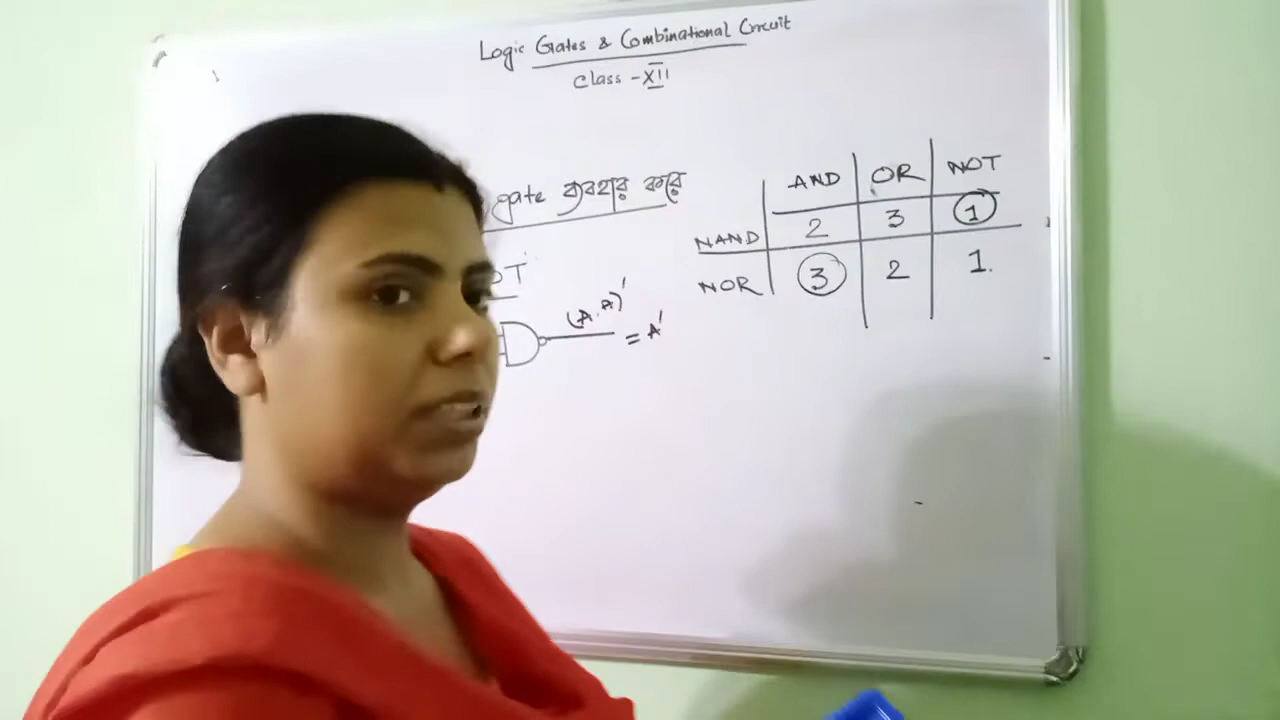 Logic Gates & Combinational Circuit
Class - XII
gate ব্যবহার করে
OT
(A.A)'
= A'
AND OR NOT
NAND 2 3 1
NOR 3 2 1.